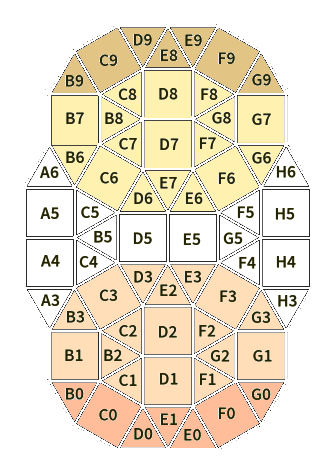 D9 E9
C9 E8 F9
B9 G9
C8 D8 F8
B7 B8 G8 G7
C7 D7 F7
B6 G6
A6 C6 E7 F6 H6
D6 E6
A5 C5 F5 H5
B5 D5 E5 G5
A4 C4 F4 H4
D3 E3
A3 C3 E2 F3 H3
B3 G3
C2 D2 F2
B1 B2 G2 G1
C1 D1 F1
B0 G0
C0 E1 F0
D0 E0